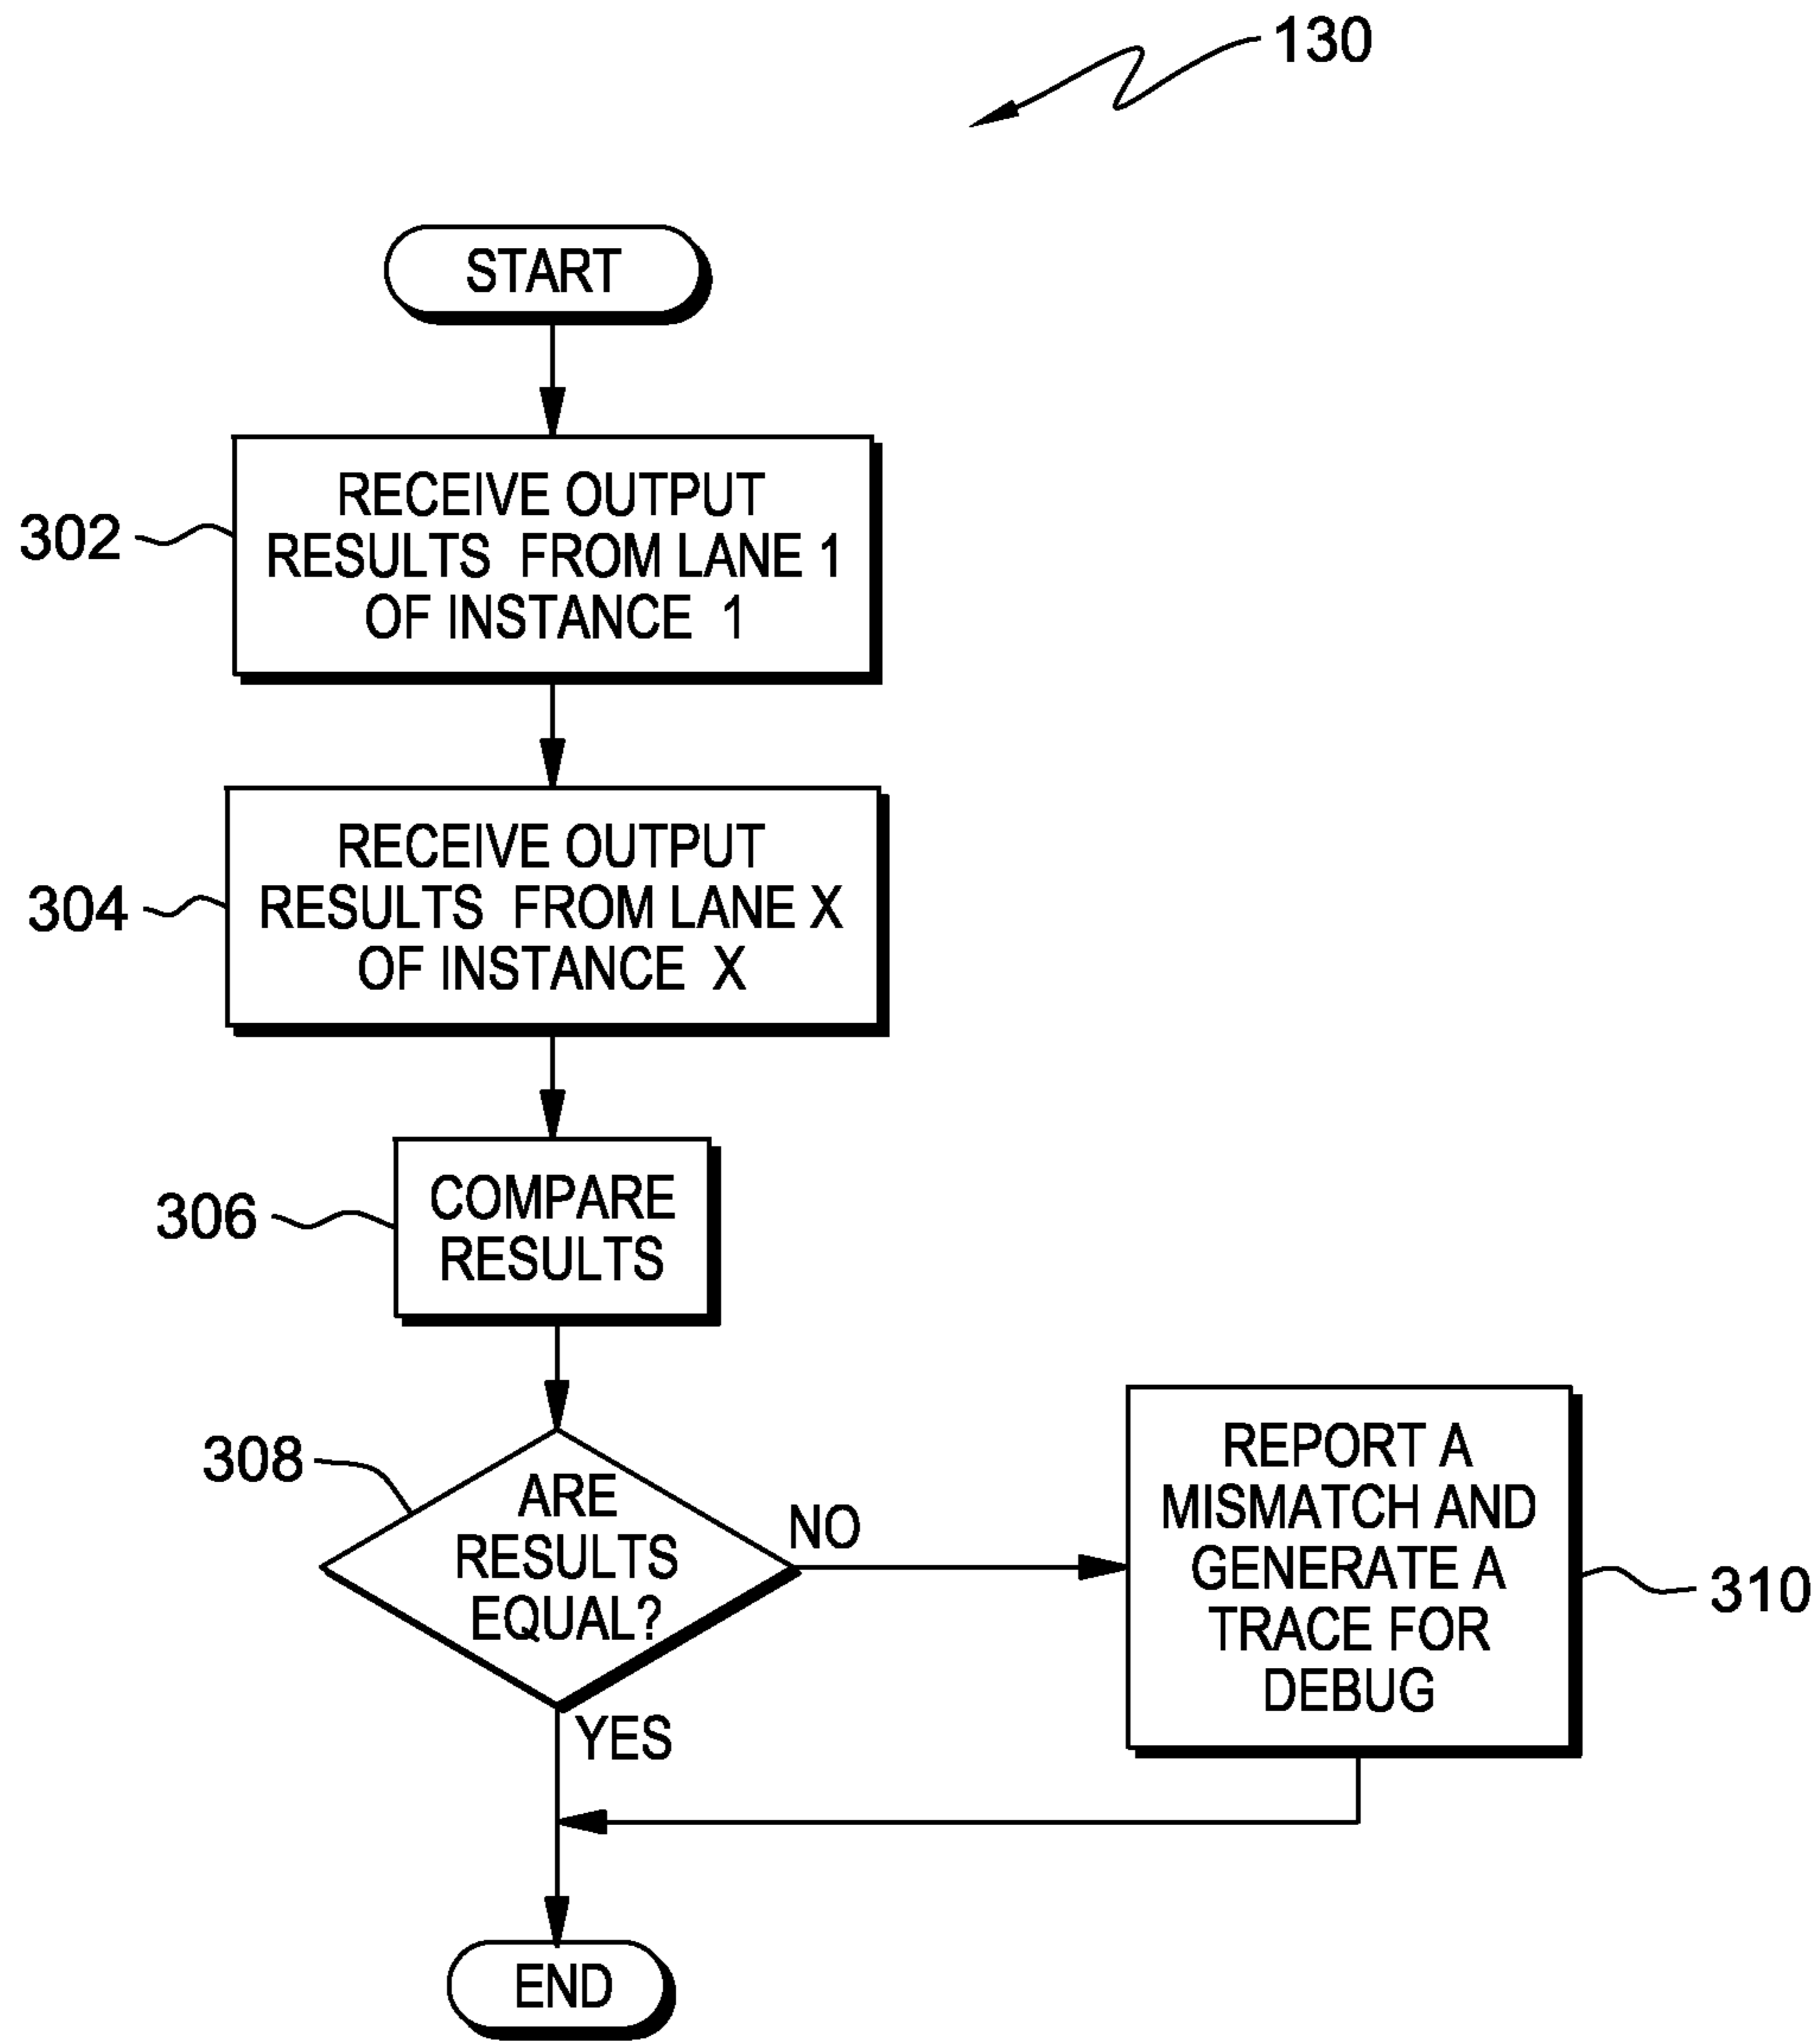 130
START
302
RECEIVE OUTPUT
RESULTS FROM LANE 1
OF INSTANCE 1
304
RECEIVE OUTPUT
RESULTS FROM LANE X
OF INSTANCE X
306
COMPARE
RESULTS
308
ARE
RESULTS
EQUAL?
NO
YES
REPORT A
MISMATCH AND
GENERATE A
TRACE FOR
DEBUG
310
END